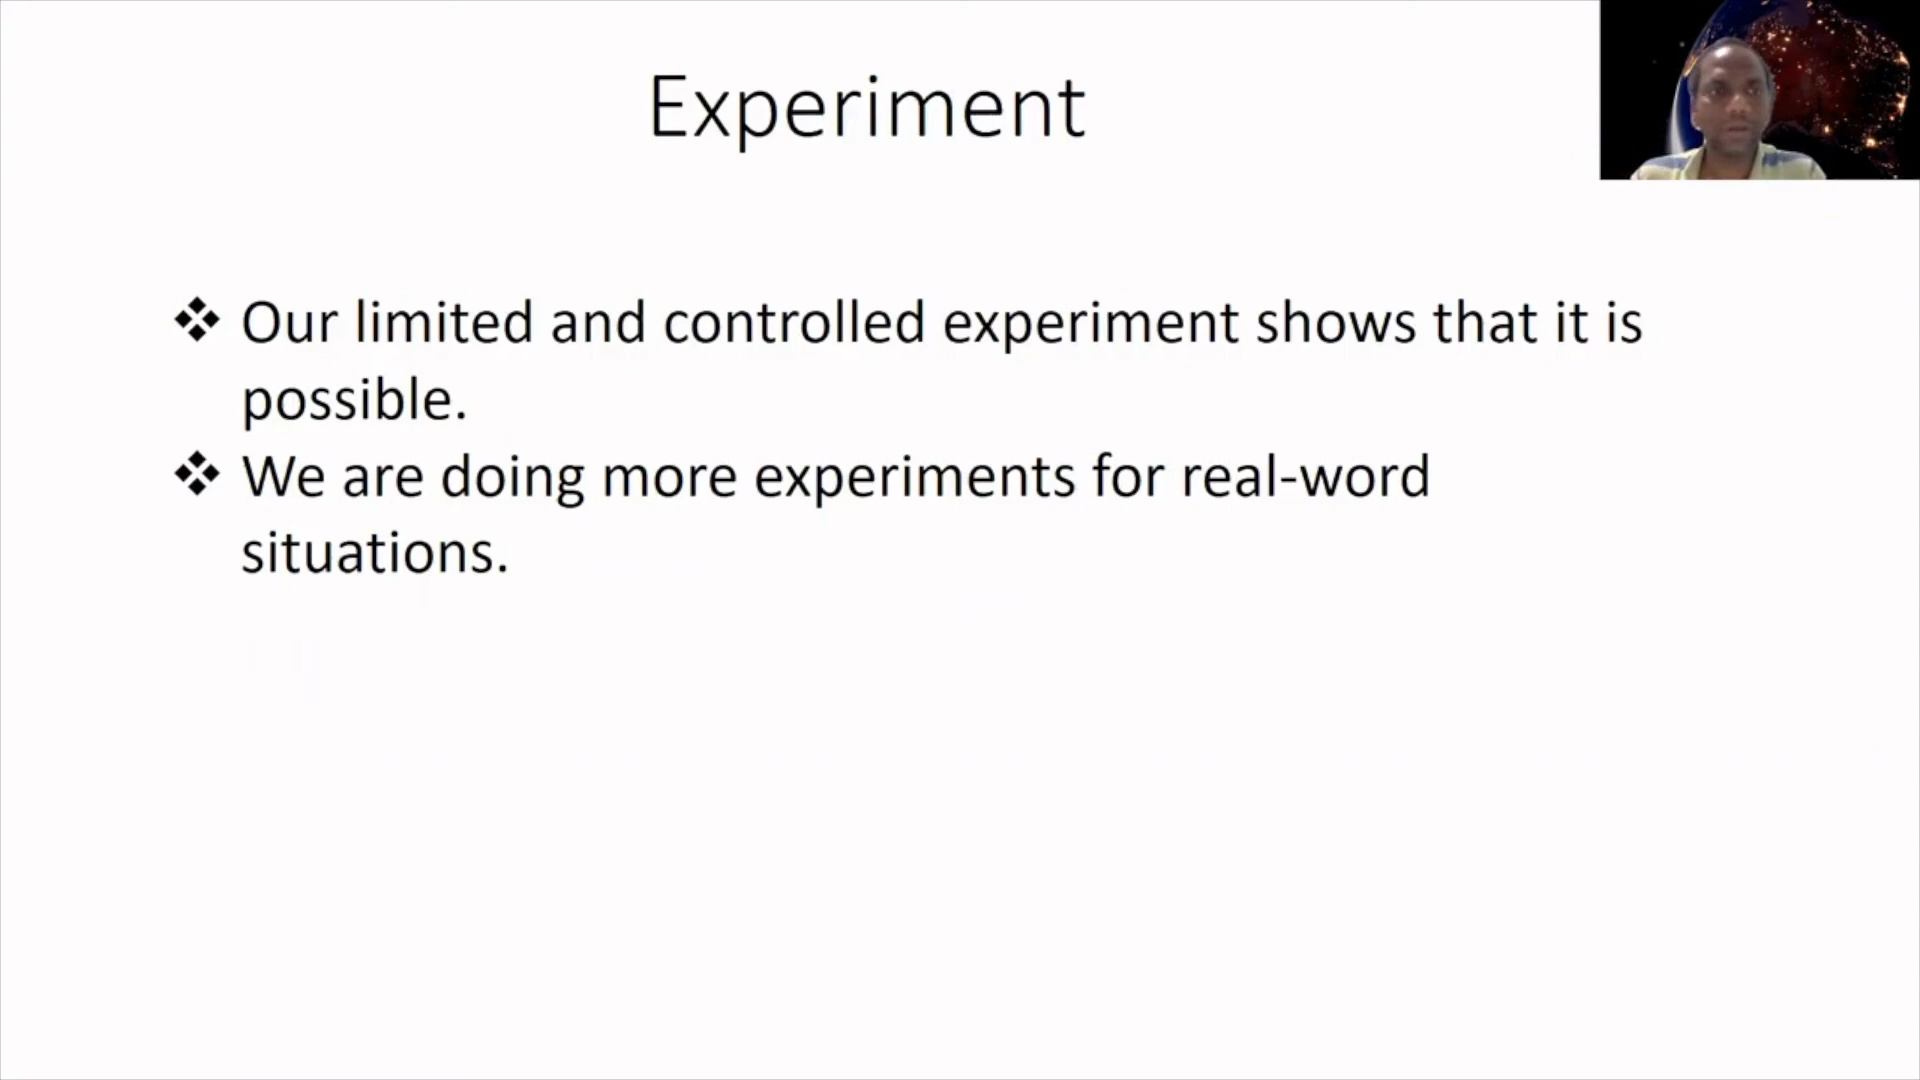 Experiment
❖ Our limited and controlled experiment shows that it is
possible.
❖ We are doing more experiments for real-word
situations.